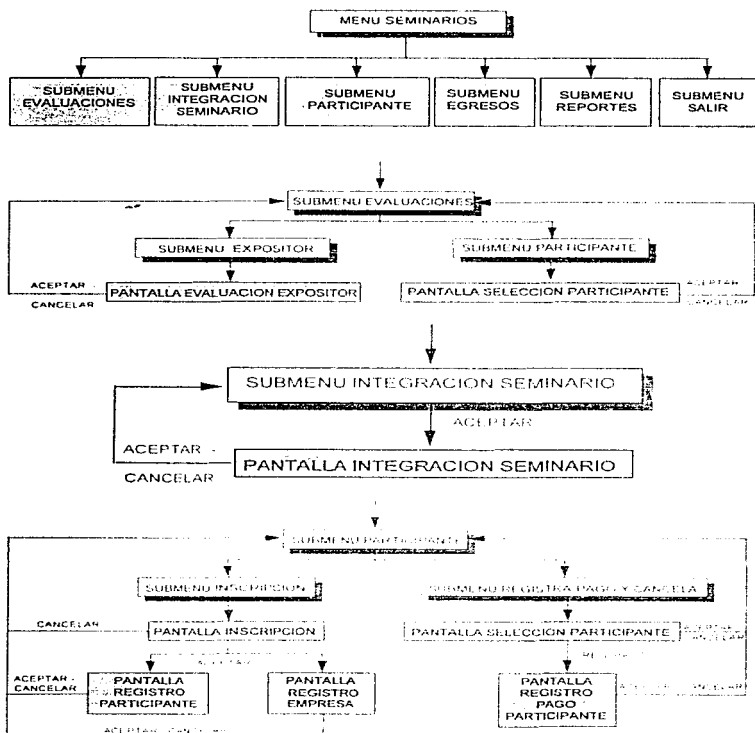 MENU SEMINARIOS
SUBMENU EVALUACIONES
SUBMENU INTEGRACION SEMINARIO
SUBMENU PARTICIPANTE
SUBMENU EGRESOS
SUBMENU REPORTES
SUBMENU SALIR
SUBMENU EVALUACIONES
SUBMENU EXPOSITOR
SUBMENU PARTICIPANTE
ACEPTAR -
CANCELAR
PANTALLA EVALUACION EXPOSITOR
PANTALLA SELECCION PARTICIPANTE
ACEPTAR
CANCELAR
SUBMENU INTEGRACION SEMINARIO
ACEPTAR
ACEPTAR -
CANCELAR
PANTALLA INTEGRACION SEMINARIO
SUBMENU PARTICIPANTE
SUBMENU INSCRIPCION
SUBMENU REGISTRA PAGO Y CANCELA
CANCELAR
PANTALLA INSCRIPCION
PANTALLA SELECCION PARTICIPANTE
ACEPTAR
CANCELAR
ACEPTAR
ACEPTAR -
CANCELAR
PANTALLA REGISTRO PARTICIPANTE
PANTALLA REGISTRO EMPRESA
PANTALLA REGISTRO PAGO PARTICIPANTE
CANCELAR
ACEPTAR - CANCELAR